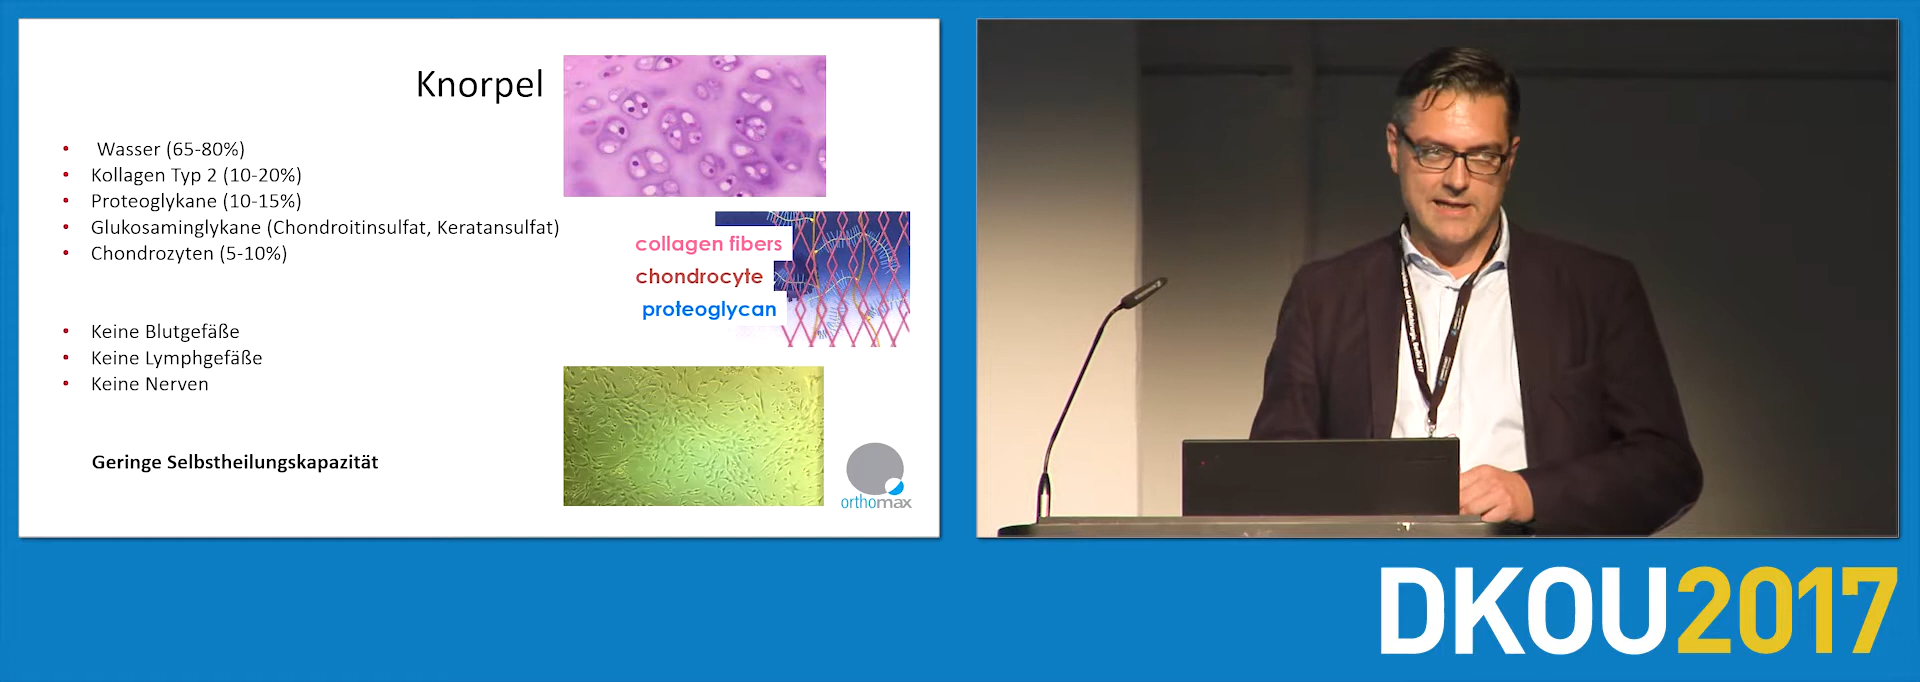 Knorpel
Wasser (65-80%)
Kollagen Typ 2 (10-20%)
Proteoglykane (10-15%)
Glukosaminglykane (Chondroitinsulfat, Keratansulfat)
Chondrozyten (5-10%)
Keine Blutgefäße
Keine Lymphgefäße
Keine Nerven
Geringe Selbstheilungskapazität
collagen fibers
chondrocyte
proteoglycan
orthomax
DKOU2017